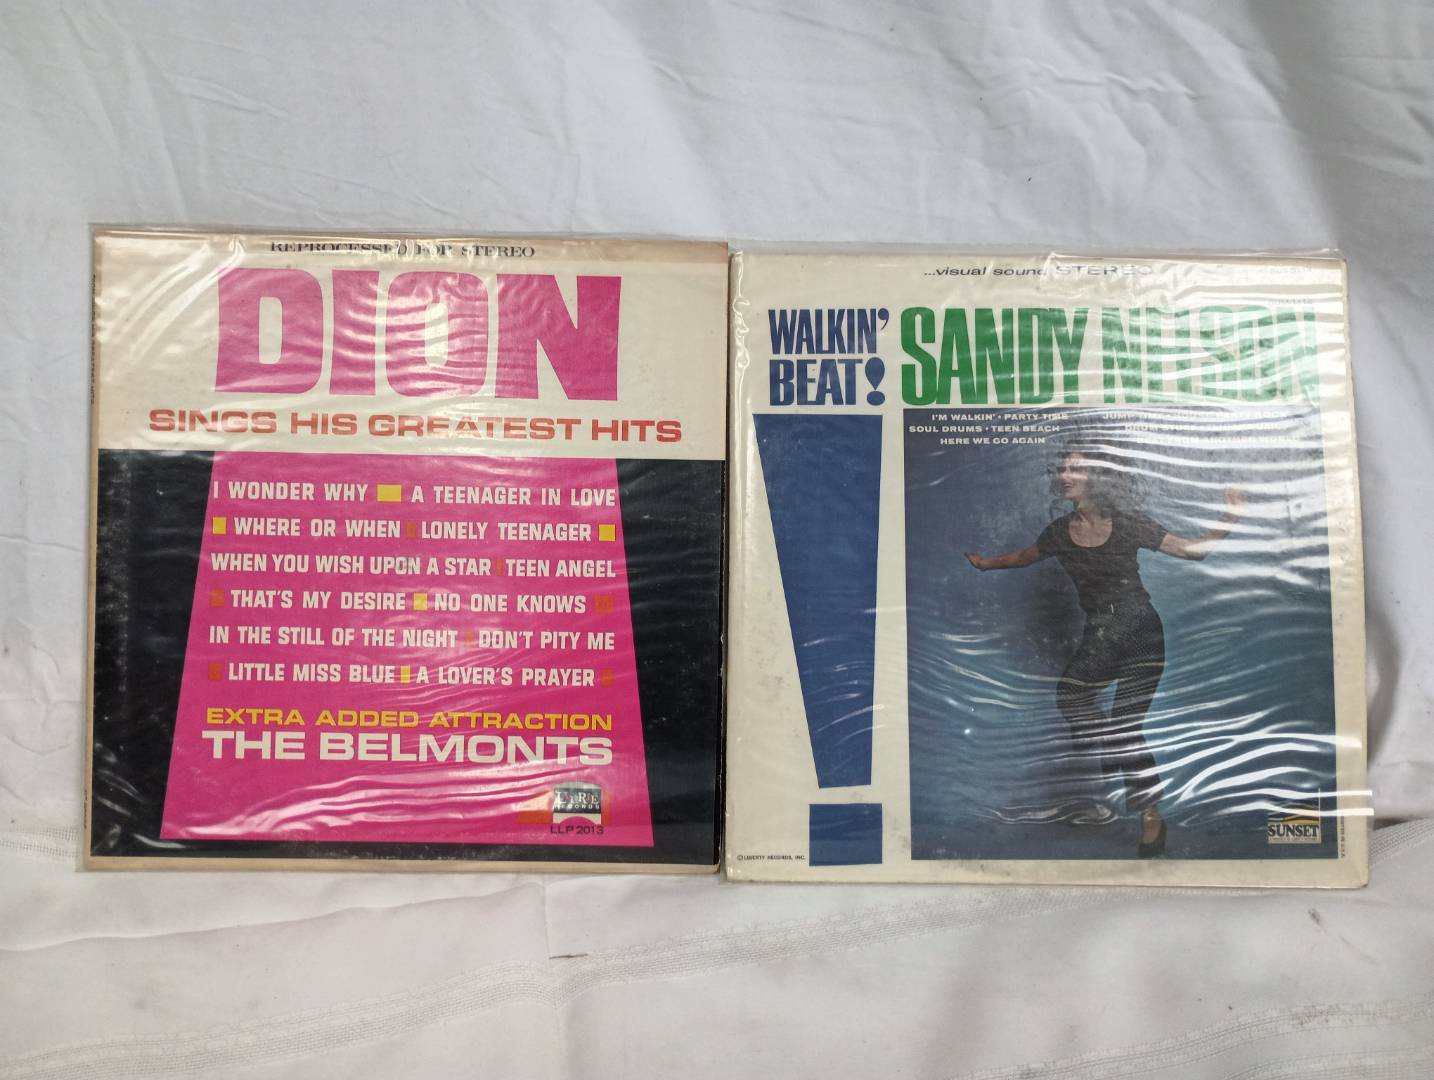 REPROCESSED FOR STEREO
DION
SINGS HIS GREATEST HITS
I WONDER WHY A TEENAGER IN LOVE
WHERE OR WHEN LONELY TEENAGER
WHEN YOU WISH UPON A STAR TEEN ANGEL
THAT'S MY DESIRE NO ONE KNOWS
IN THE STILL OF THE NIGHT DON'T PITY ME
LITTLE MISS BLUE A LOVER'S PRAYER
EXTRA ADDED ATTRACTION
THE BELMONTS
RECORDS
LLP 2013
...visual sound STEREO
WALKIN'
BEAT!
SANDY NELSON
I'M WALKIN' • PARTY TIME
SOUL DRUMS • TEEN BEACH
HERE WE GO AGAIN
SUNSET
© LIBERTY RECORDS, INC.